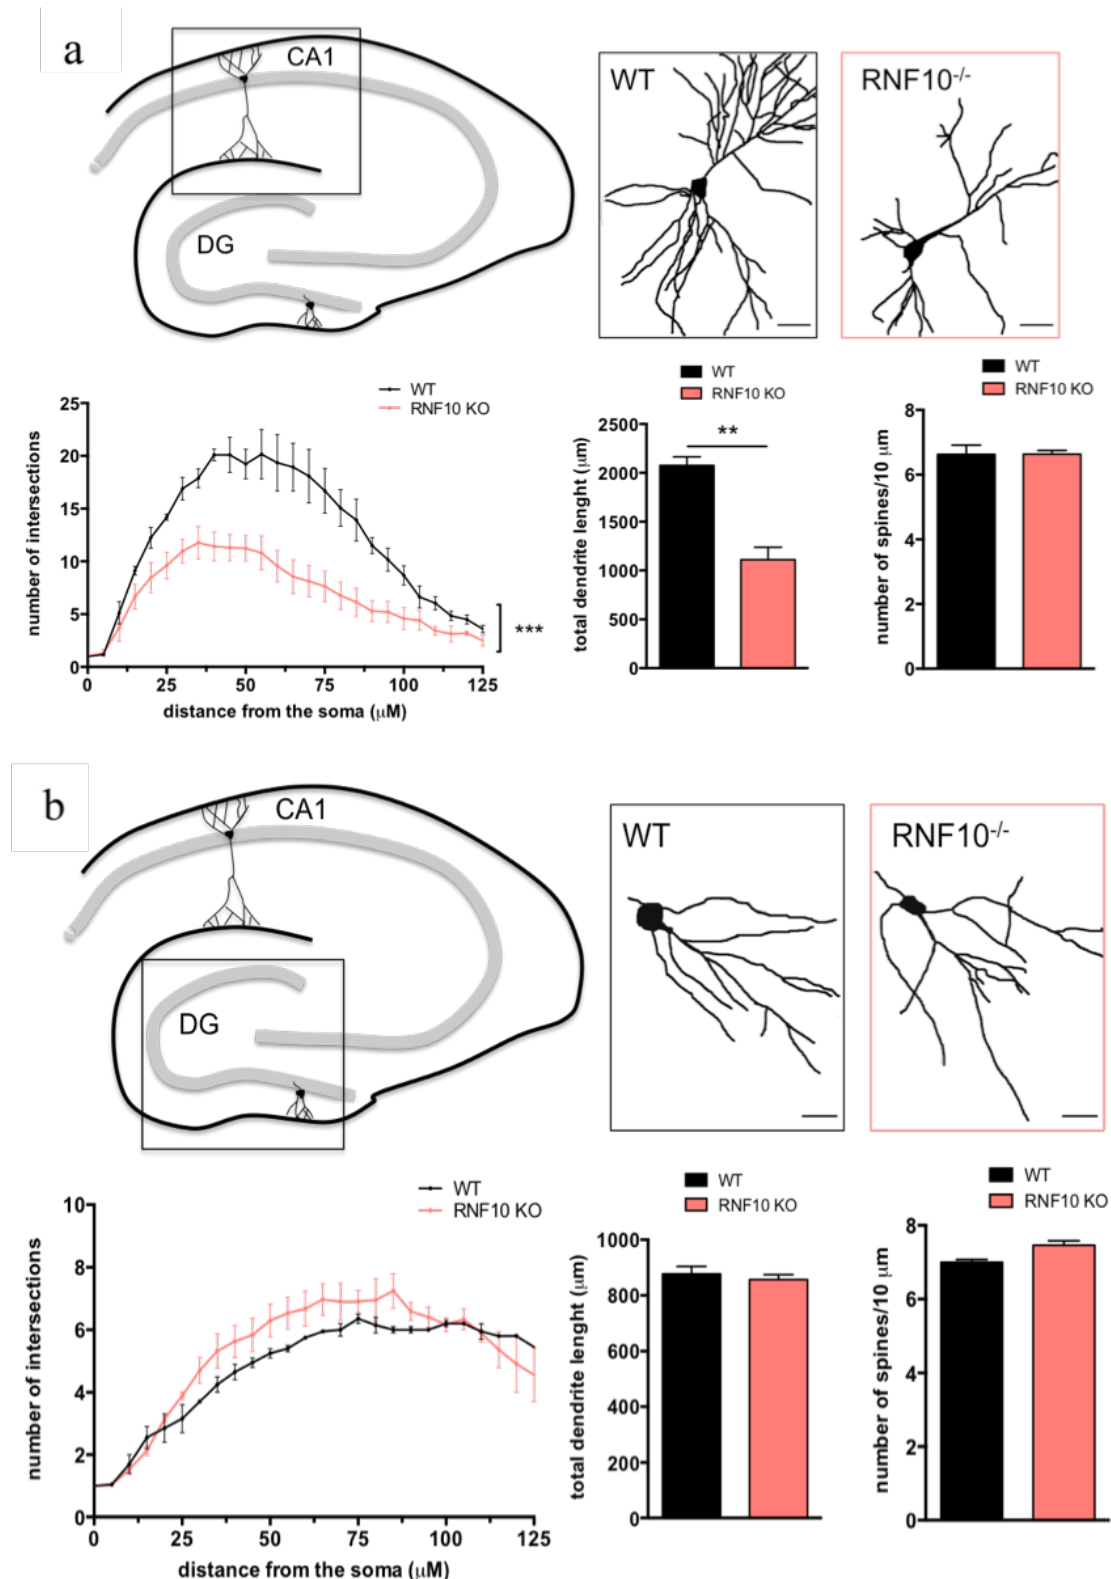 a
CA1
DG
WT
RNF10-/-
WT
RNF10 KO
25
20
15
10
5
0
number of intersections
0 25 50 75 100 125
distance from the soma (μM)
***
WT
RNF10 KO
2500
2000
1500
1000
500
0
total dendrite lenght (μm)
**
WT
RNF10 KO
8
6
4
2
0
number of spines/10 μm
b
CA1
DG
WT
RNF10-/-
WT
RNF10 KO
10
8
6
4
2
0
number of intersections
0 25 50 75 100 125
distance from the soma (μM)
WT
RNF10 KO
1000
800
600
400
200
0
total dendrite lenght (μm)
WT
RNF10 KO
8
6
4
2
0
number of spines/10 μm